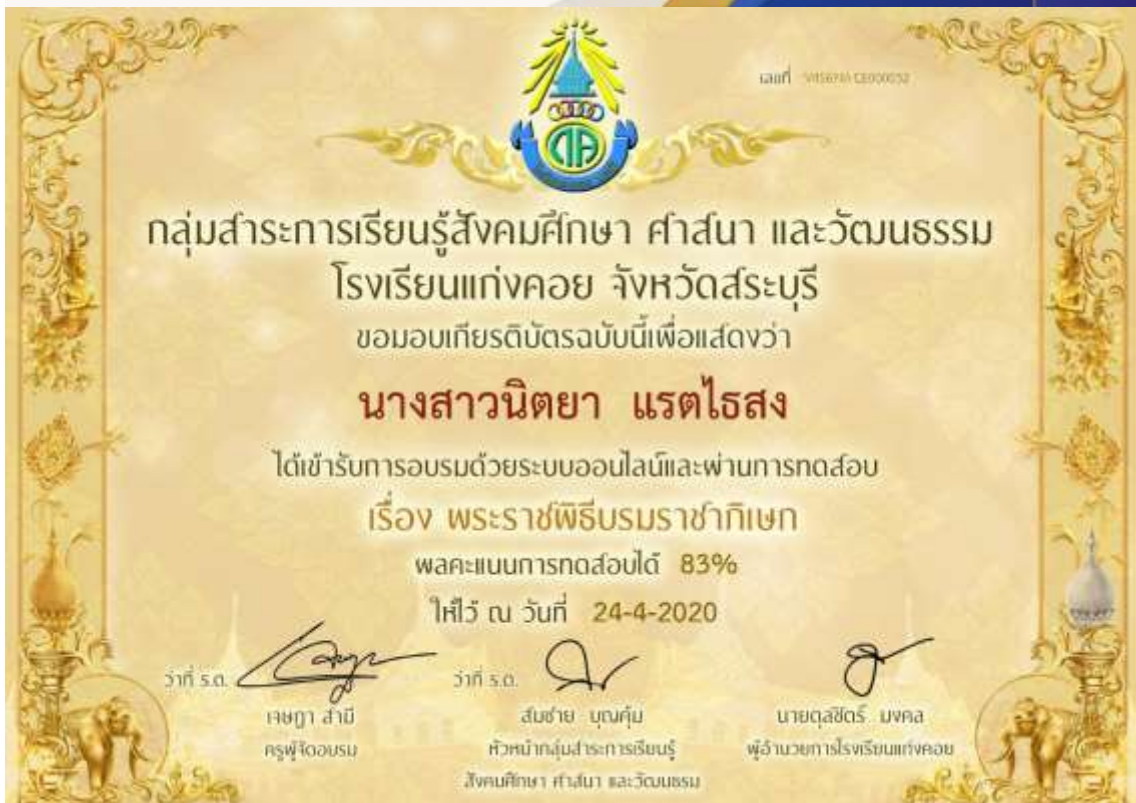 เลขที่
กลุ่มสาระการเรียนรู้สังคมศึกษา ศาสนา และวัฒนธรรม
โรงเรียนแก่งคอย จังหวัดสระบุรี
ขอมอบเกียรติบัตรฉบับนี้เพื่อแสดงว่า
นางสาวนิตยา แรตไธสง
ได้เข้ารับการอบรมด้วยระบบออนไลน์และผ่านการทดสอบ
เรื่อง พระราชพิธีบรมราชาภิเษก
ผลคะแนนการทดสอบได้ 83%
ให้ไว้ ณ วันที่ 24-4-2020
ว่าที่ ร.ต. ว่าที่ ร.ต.
เจษฎา สามี สมชาย บุญคุ้ม นายดุลชิตร์ มงคล
ครูผู้จัดอบรม หัวหน้ากลุ่มสาระการเรียนรู้ ผู้อำนวยการโรงเรียนแก่งคอย
สังคมศึกษา ศาสนา และวัฒนธรรม